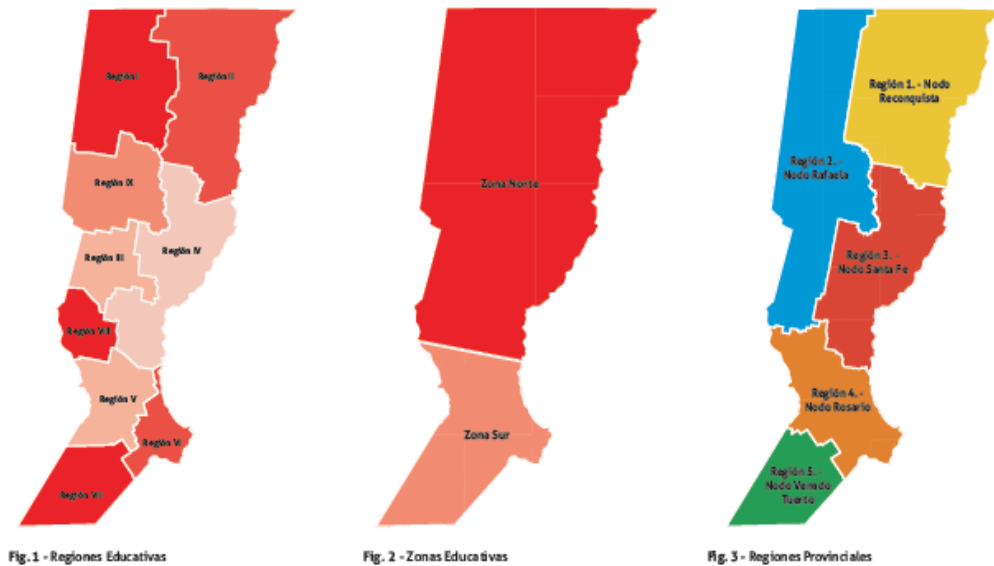 Región I
Región II
Región IX
Región IV
Región III
Región VIII
Región V
Región VI
Región VII
Fig. 1 - Regiones Educativas
Zona Norte
Zona Sur
Fig. 2 - Zonas Educativas
Región 1. - Nodo
Reconquista
Región 2. -
Nodo Rafaela
Región 3. -
Nodo Santa Fe
Región 4. -
Nodo Rosario
Región 5. -
Nodo Venado
Tuerto
Fig. 3 - Regiones Provinciales